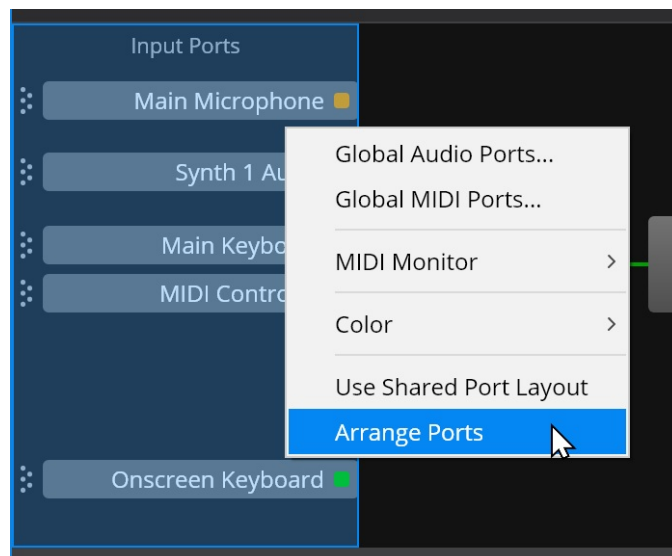 Input Ports
Main Microphone
Synth 1 Au
Main Keybo
MIDI Contro
Onscreen Keyboard
Global Audio Ports...
Global MIDI Ports...
MIDI Monitor
Color
Use Shared Port Layout
Arrange Ports